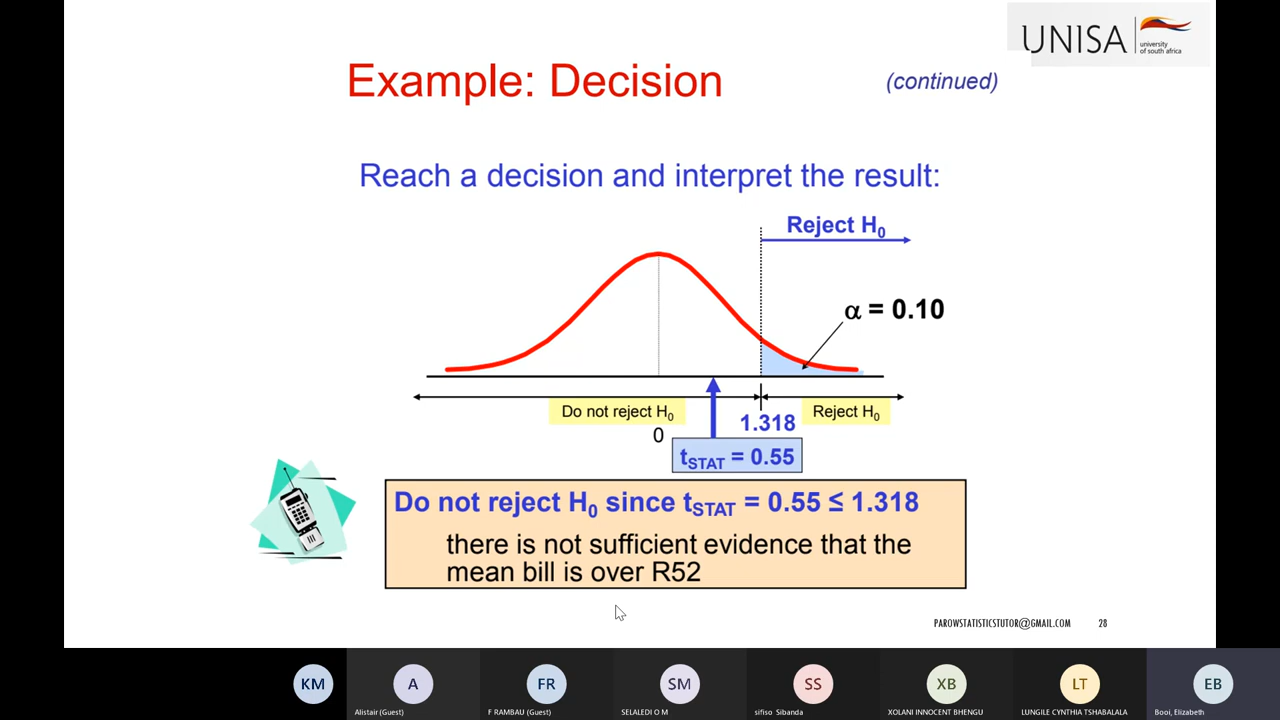 UNISA
university
of south africa
Example: Decision
(continued)
Reach a decision and interpret the result:
Reject H0
α = 0.10
Do not reject H0
1.318
Reject H0
0
tSTAT = 0.55
Do not reject H0 since tSTAT = 0.55 ≤ 1.318
there is not sufficient evidence that the
mean bill is over R52
PAROWSTATISTICSTUTOR@GMAIL.COM 28
KM
A
FR
SM
SS
XB
LT
EB
Alistair (Guest)
F RAMBAU (Guest)
SELALEDI O M
sifiso Sibanda
XOLANI INNOCENT BHENGU
LUNGILE CYNTHIA TSHABALALA
Booi, Elizabeth